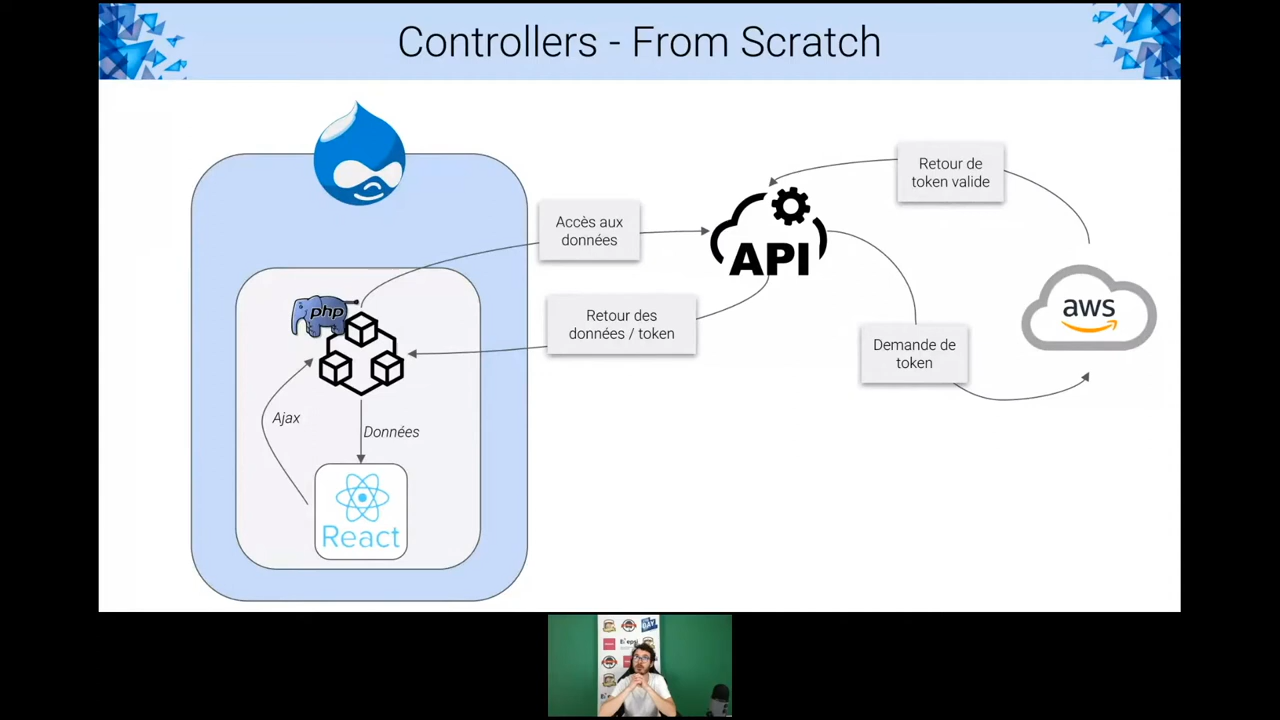 Controllers - From Scratch
Retour de
token valide
Accès aux
données
API
php
aws
Retour des
données / token
Demande de
token
Ajax
Données
React
epsi